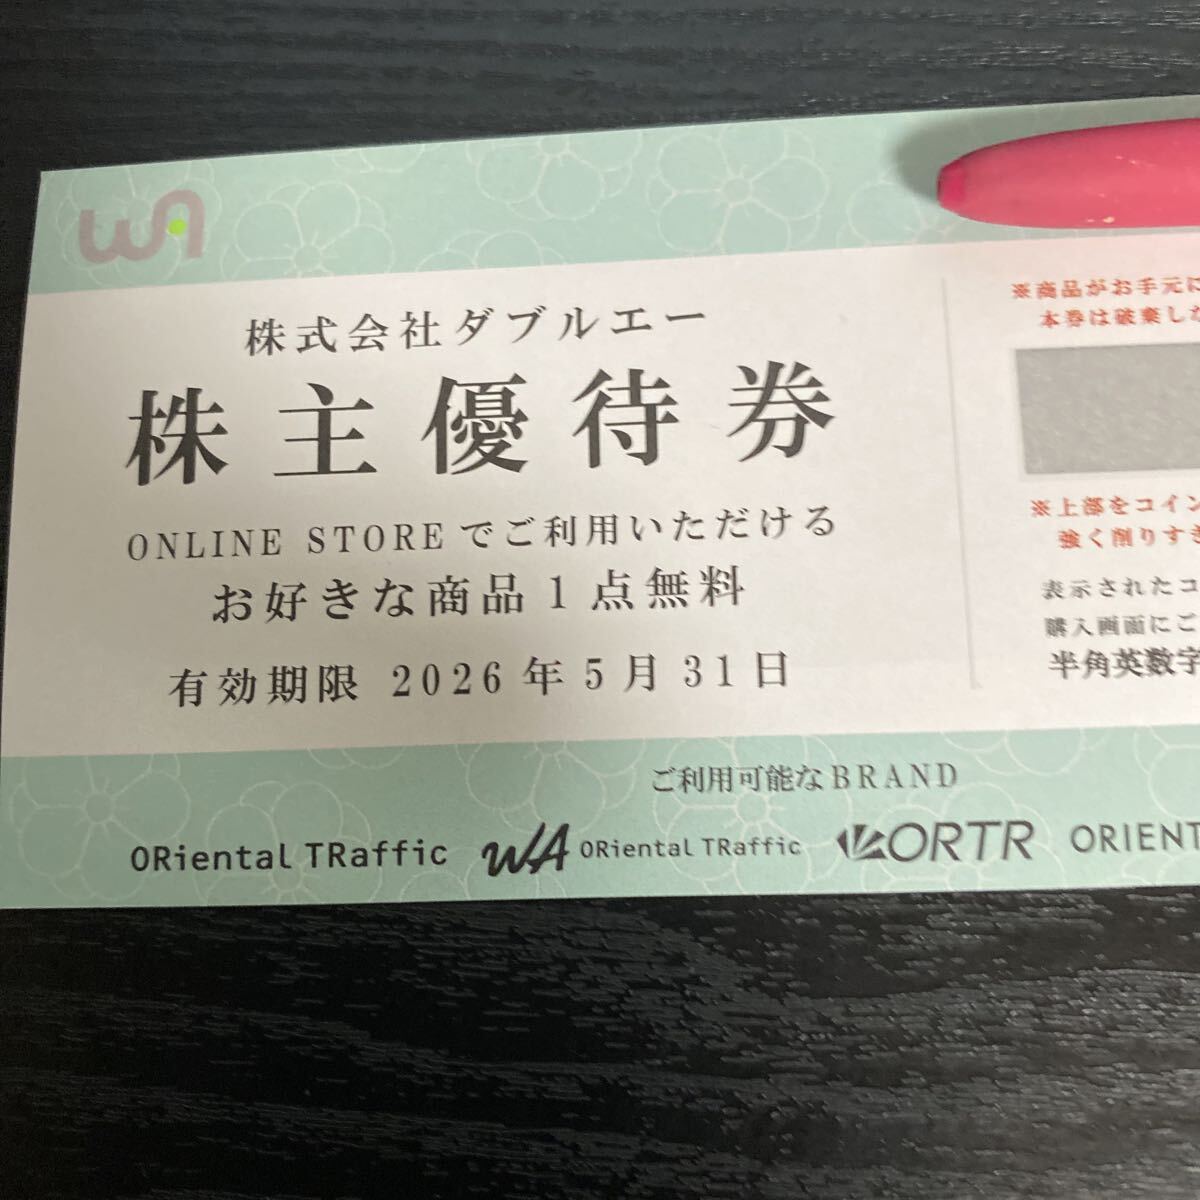 WA
株式会社ダブルエー
株主優待券
ONLINE STOREでご利用いただける
お好きな商品1点無料
有効期限 2026年5月31日
※商品がお手元に
本券は破棄し
※上部をコイン
強く削りすぎ
表示されたコ
購入画面にご
半角英数字
ご利用可能なBRAND
ORiental TRaffic
WA ORiental TRaffic
ORTR
ORIENT